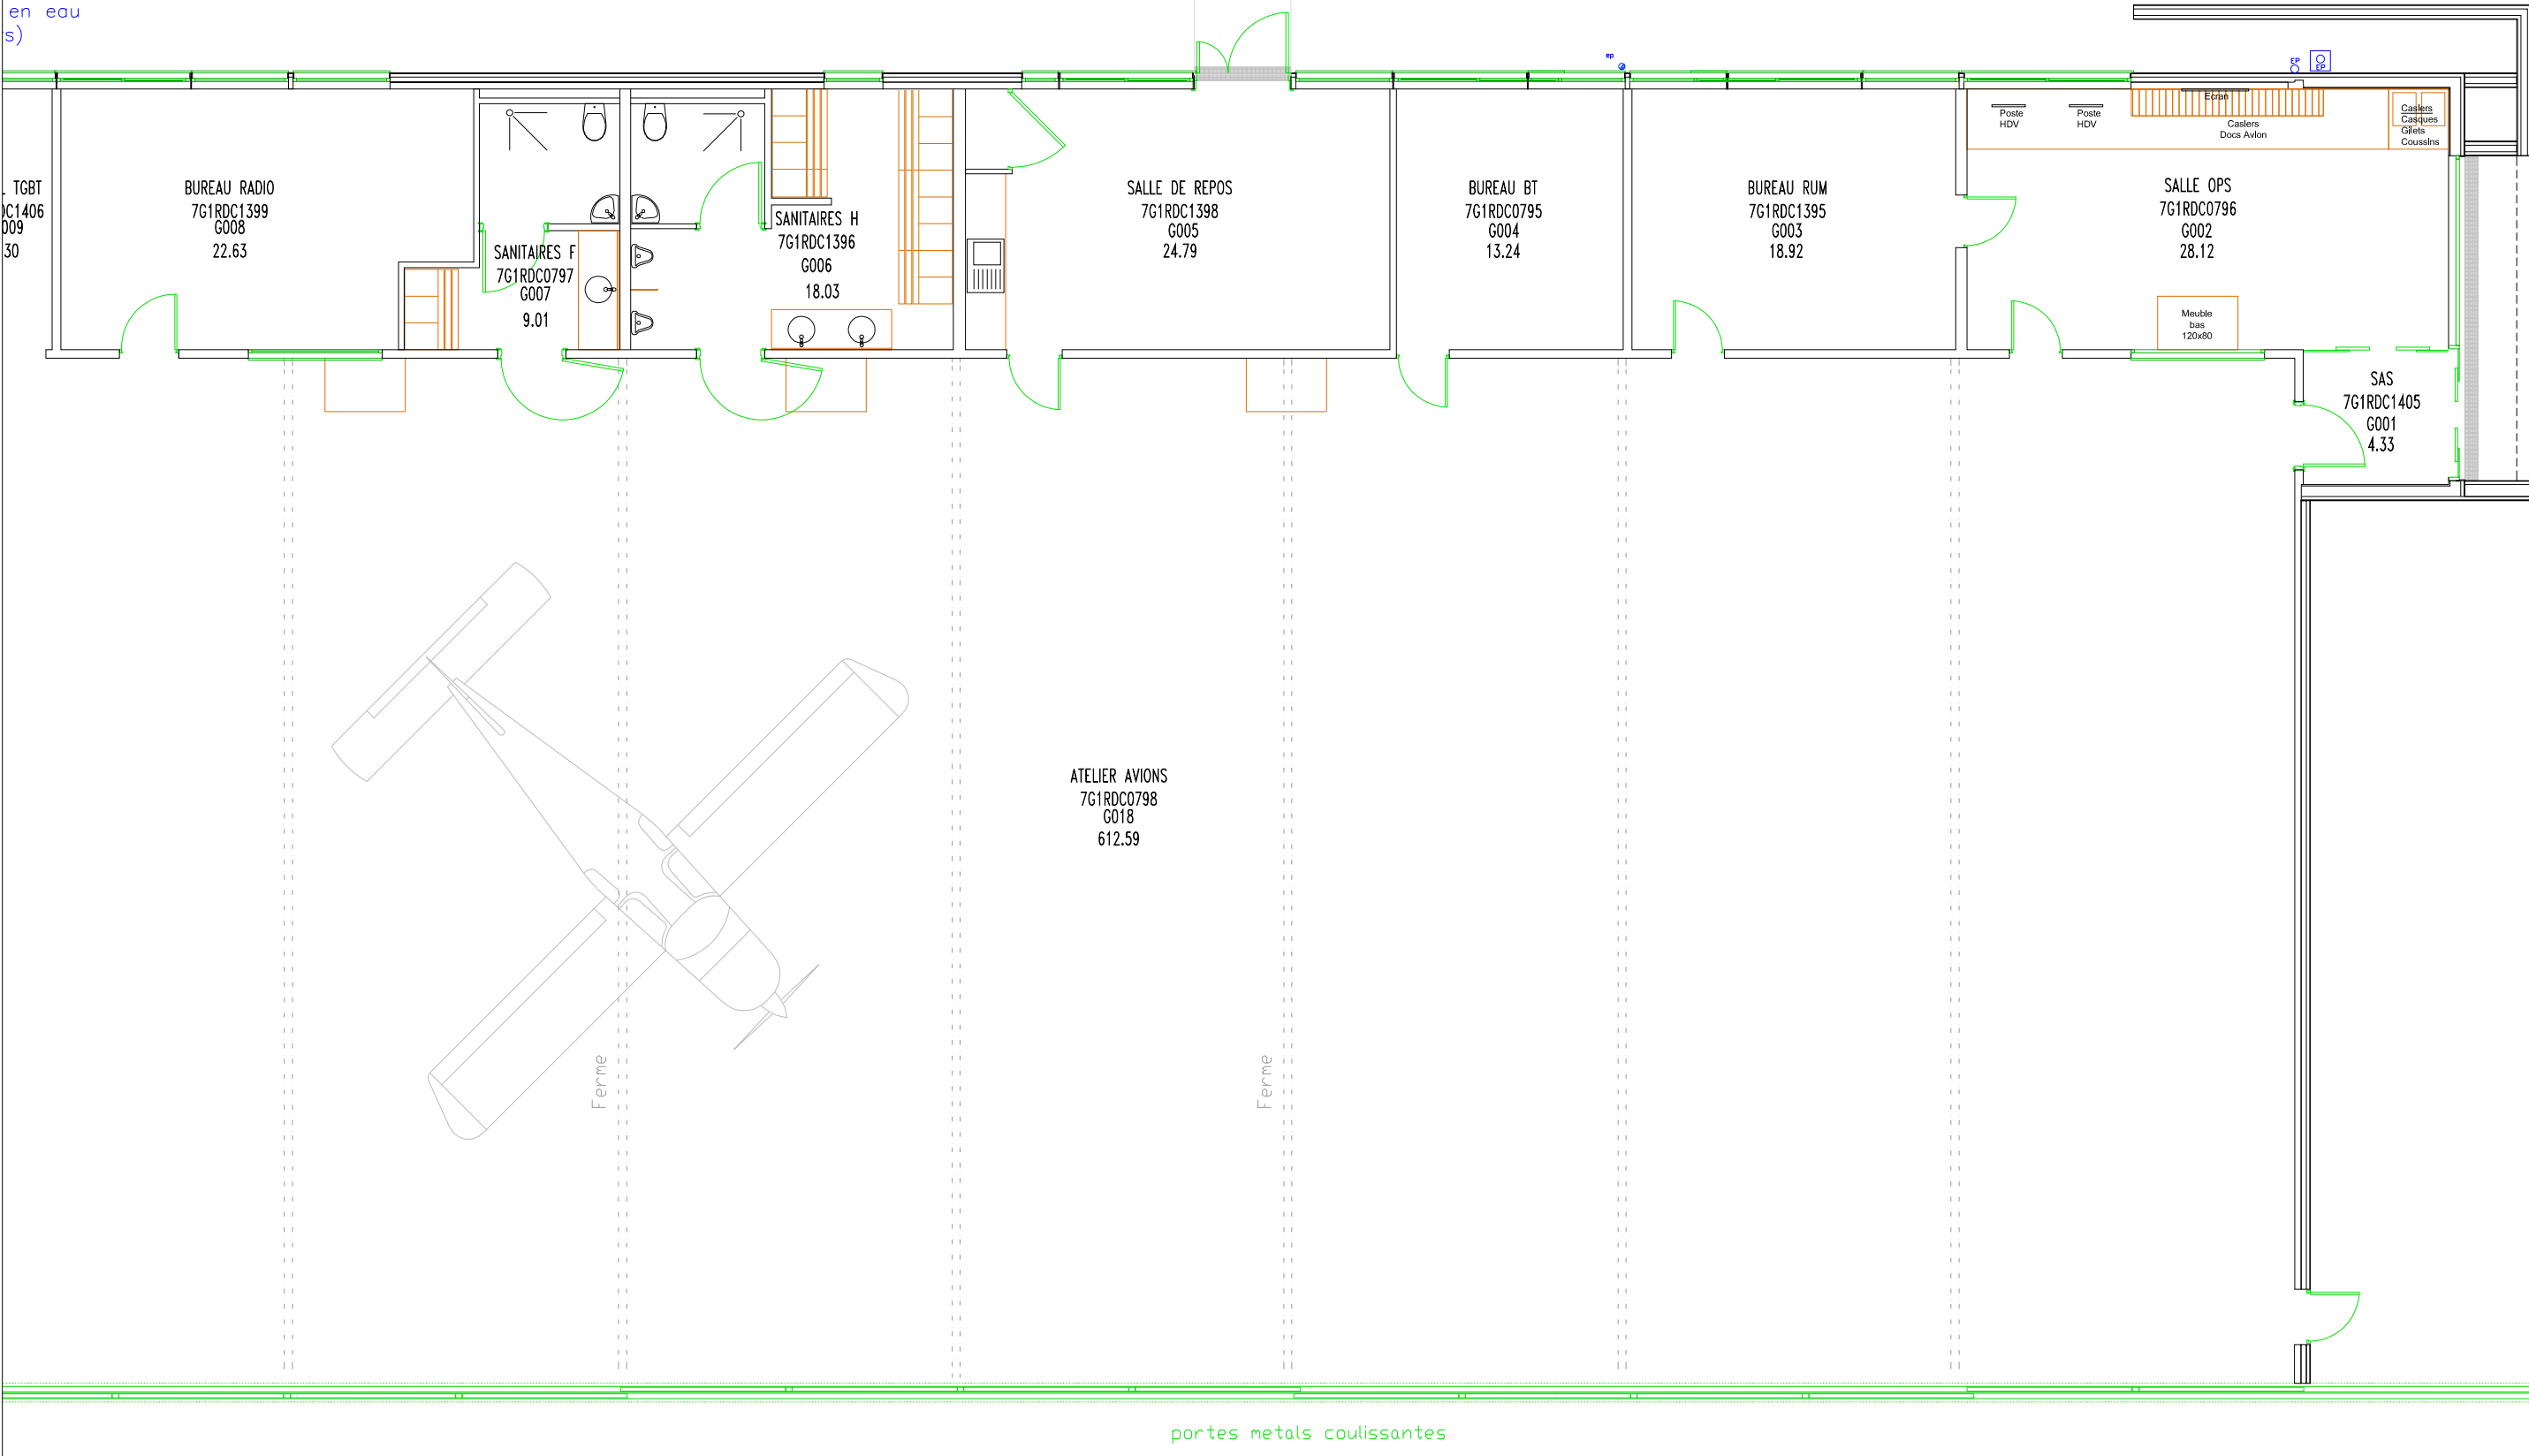 en eau
s)
ep
EP
EP
Ecran
Poste
HDV
Poste
HDV
Casiers
Docs Avion
Casiers
Casques
Gilets
Coussins
TGBT
C1406
009
30
BUREAU RADIO
7G1RDC1399
G008
22.63
SANITAIRES F
7G1RDC0797
G007
9.01
SANITAIRES H
7G1RDC1396
G006
18.03
SALLE DE REPOS
7G1RDC1398
G005
24.79
BUREAU BT
7G1RDC0795
G004
13.24
BUREAU RUM
7G1RDC1395
G003
18.92
SALLE OPS
7G1RDC0796
G002
28.12
Meuble
bas
120x80
SAS
7G1RDC1405
G001
4.33
ATELIER AVIONS
7G1RDC0798
G018
612.59
Ferme
Ferme
portes metals coulissantes